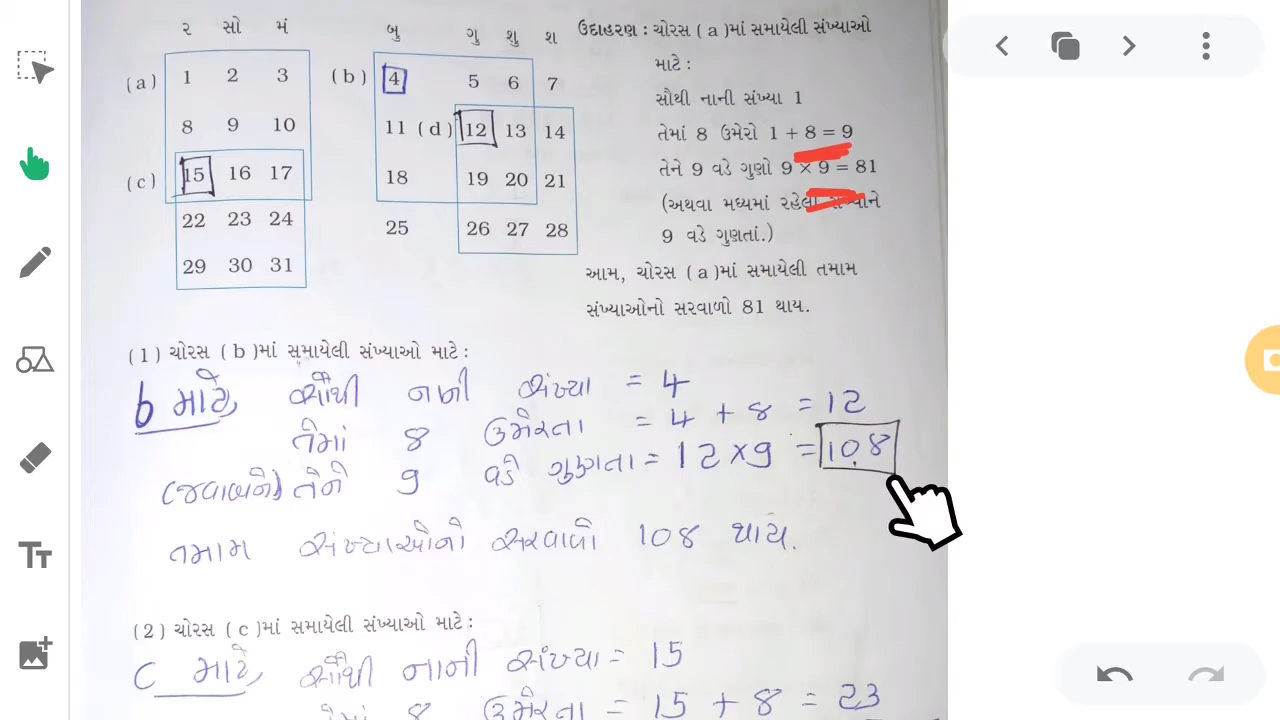 ર સો મં બુ ગુ શુ શ
(a) 1 2 3 (b) 4 5 6 7
8 9 10 11 (d) 12 13 14
(c) 15 16 17 18 19 20 21
22 23 24 25 26 27 28
29 30 31
ઉદાહરણ : ચોરસ (a)માં સમાયેલી સંખ્યાઓ
માટે :
સૌથી નાની સંખ્યા 1
તેમાં 8 ઉમેરો 1 + 8 = 9
તેને 9 વડે ગુણો 9 × 9 = 81
(અથવા મધ્યમાં રહેલી સંખ્યાને
9 વડે ગુણતાં.)
આમ, ચોરસ (a)માં સમાયેલી તમામ
સંખ્યાઓનો સરવાળો 81 થાય.
(1) ચોરસ (b)માં સમાયેલી સંખ્યાઓ માટે :
b માટે, સૌથી નાની સંખ્યા = 4
તેમાં 8 ઉમેરતા = 4 + 8 = 12
(જવાબને) તેને 9 વડે ગુણતા = 12 × 9 = 108
તમામ સંખ્યાઓનો સરવાળો 108 થાય.
(2) ચોરસ (c)માં સમાયેલી સંખ્યાઓ માટે :
C માટે, સૌથી નાની સંખ્યા = 15
તેમાં 8 ઉમેરતા = 15 + 8 = 23
Tт